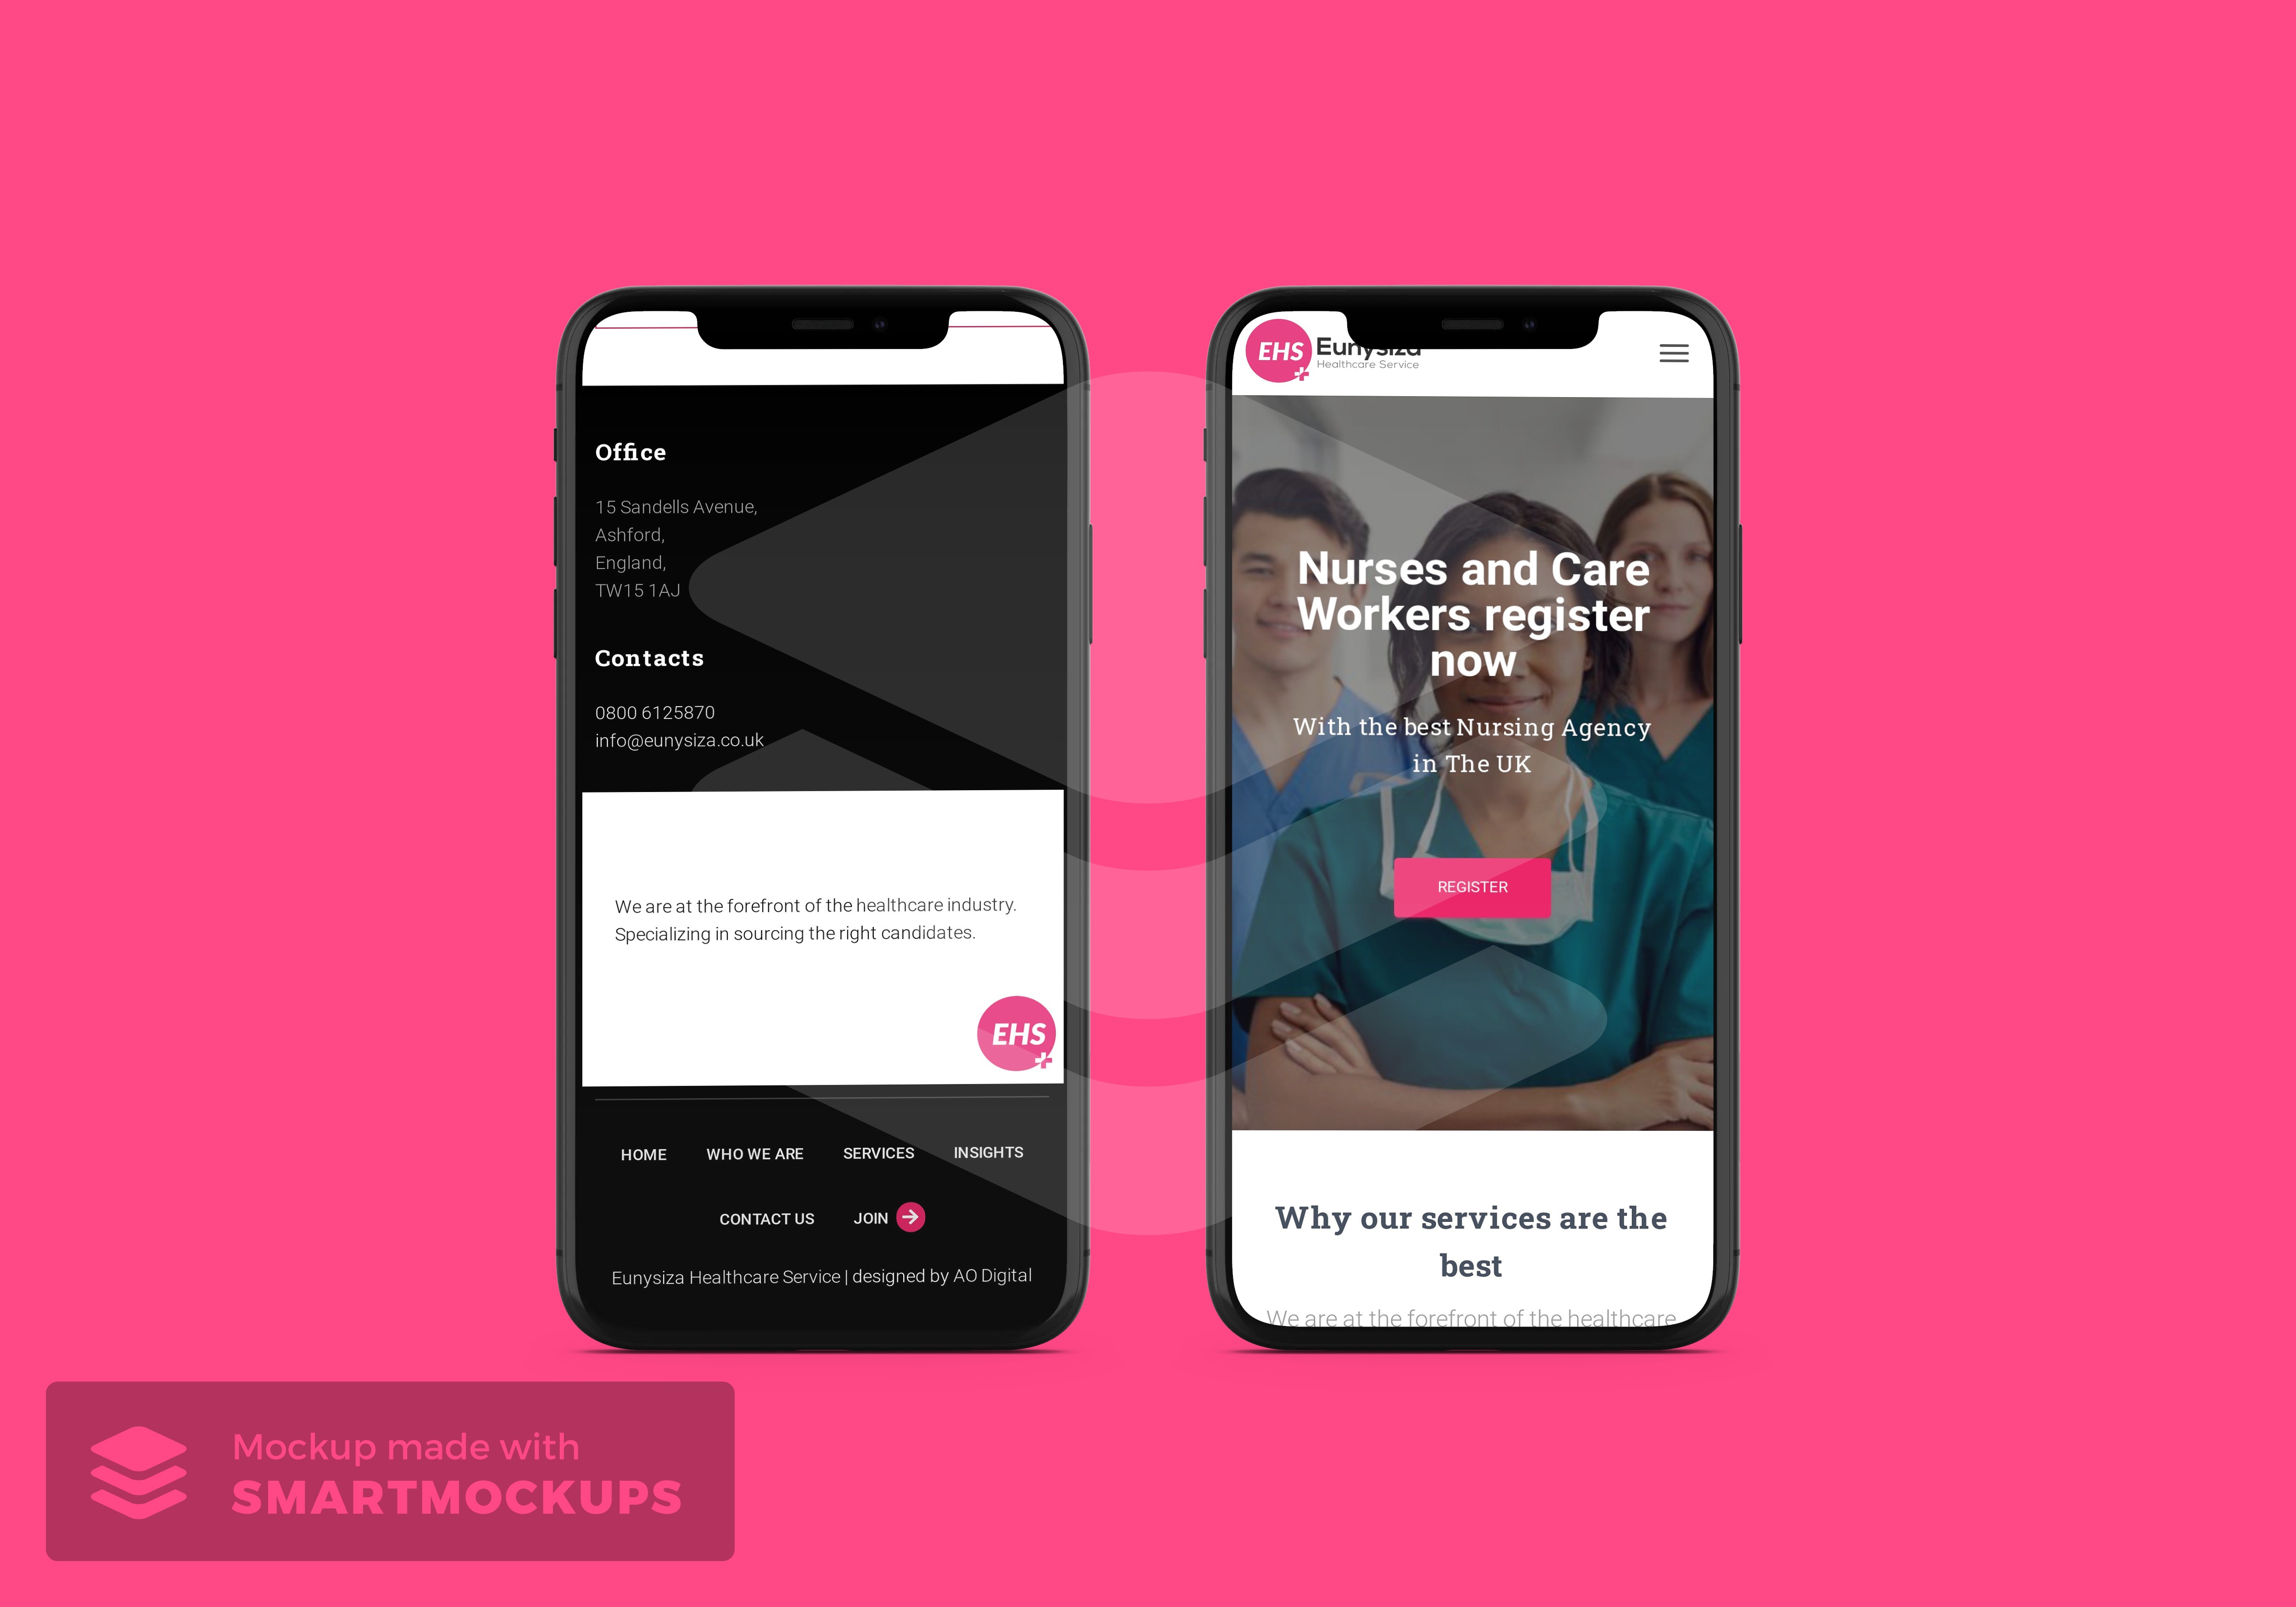 Office
15 Sandells Avenue,
Ashford,
England,
TW15 1AJ
Contacts
0800 6125870
info@eunysiza.co.uk
We are at the forefront of the healthcare industry.
Specializing in sourcing the right candidates.
EHS
HOME WHO WE ARE SERVICES INSIGHTS
CONTACT US JOIN
Eunysiza Healthcare Service | designed by AO Digital
EHS Eunysiza
Healthcare Service
Nurses and Care
Workers register
now
With the best Nursing Agency
in The UK
REGISTER
Why our services are the
best
We are at the forefront of the healthcare
Mockup made with
SMARTMOCKUPS